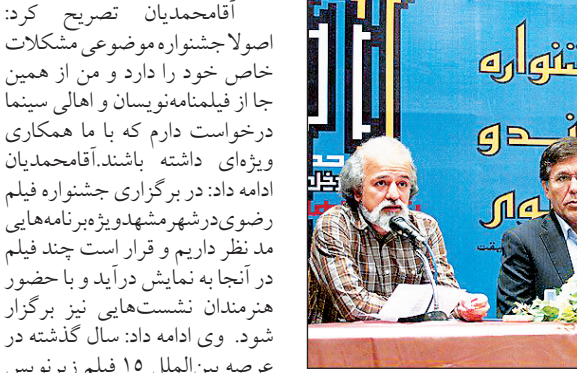 آقامحمدیان تصریح کرد:
اصولا جشنواره موضوعی مشکلات
خاص خود را دارد و من از همین
جا از فیلمنامه‌نویسان و اهالی سینما
درخواست دارم که با ما همکاری
ویژه‌ای داشته باشند.آقامحمدیان
ادامه داد: در برگزاری جشنواره فیلم
رضوی‌درشهر مشهدویژه‌برنامه‌هایی
مد نظر داریم و قرار است چند فیلم
در آنجا به نمایش درآید و با حضور
هنرمندان نشست‌هایی نیز برگزار
شود. وی ادامه داد: سال گذشته در
عرصه بین‌الملل ۱۵ فیلم زیرنویس